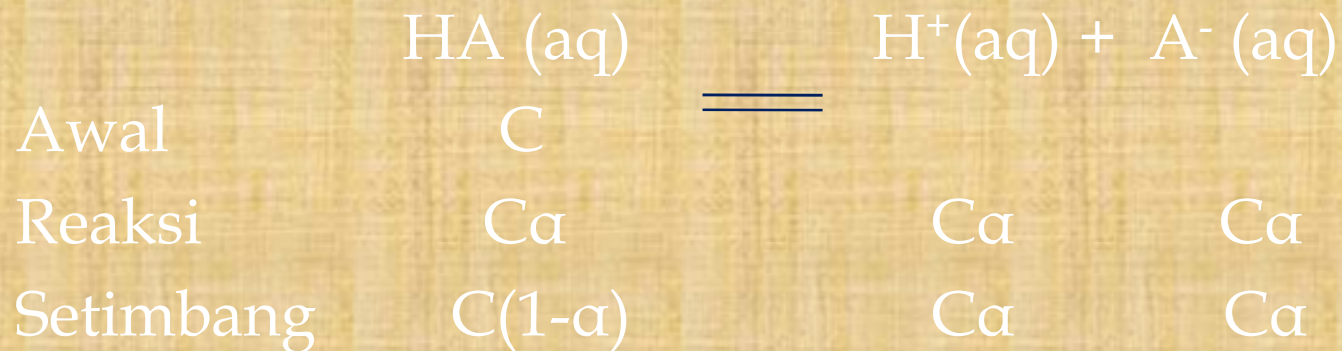 HA (aq) H⁺(aq) + A⁻ (aq)
Awal C
Reaksi Cα Cα Cα
Setimbang C(1-α) Cα Cα